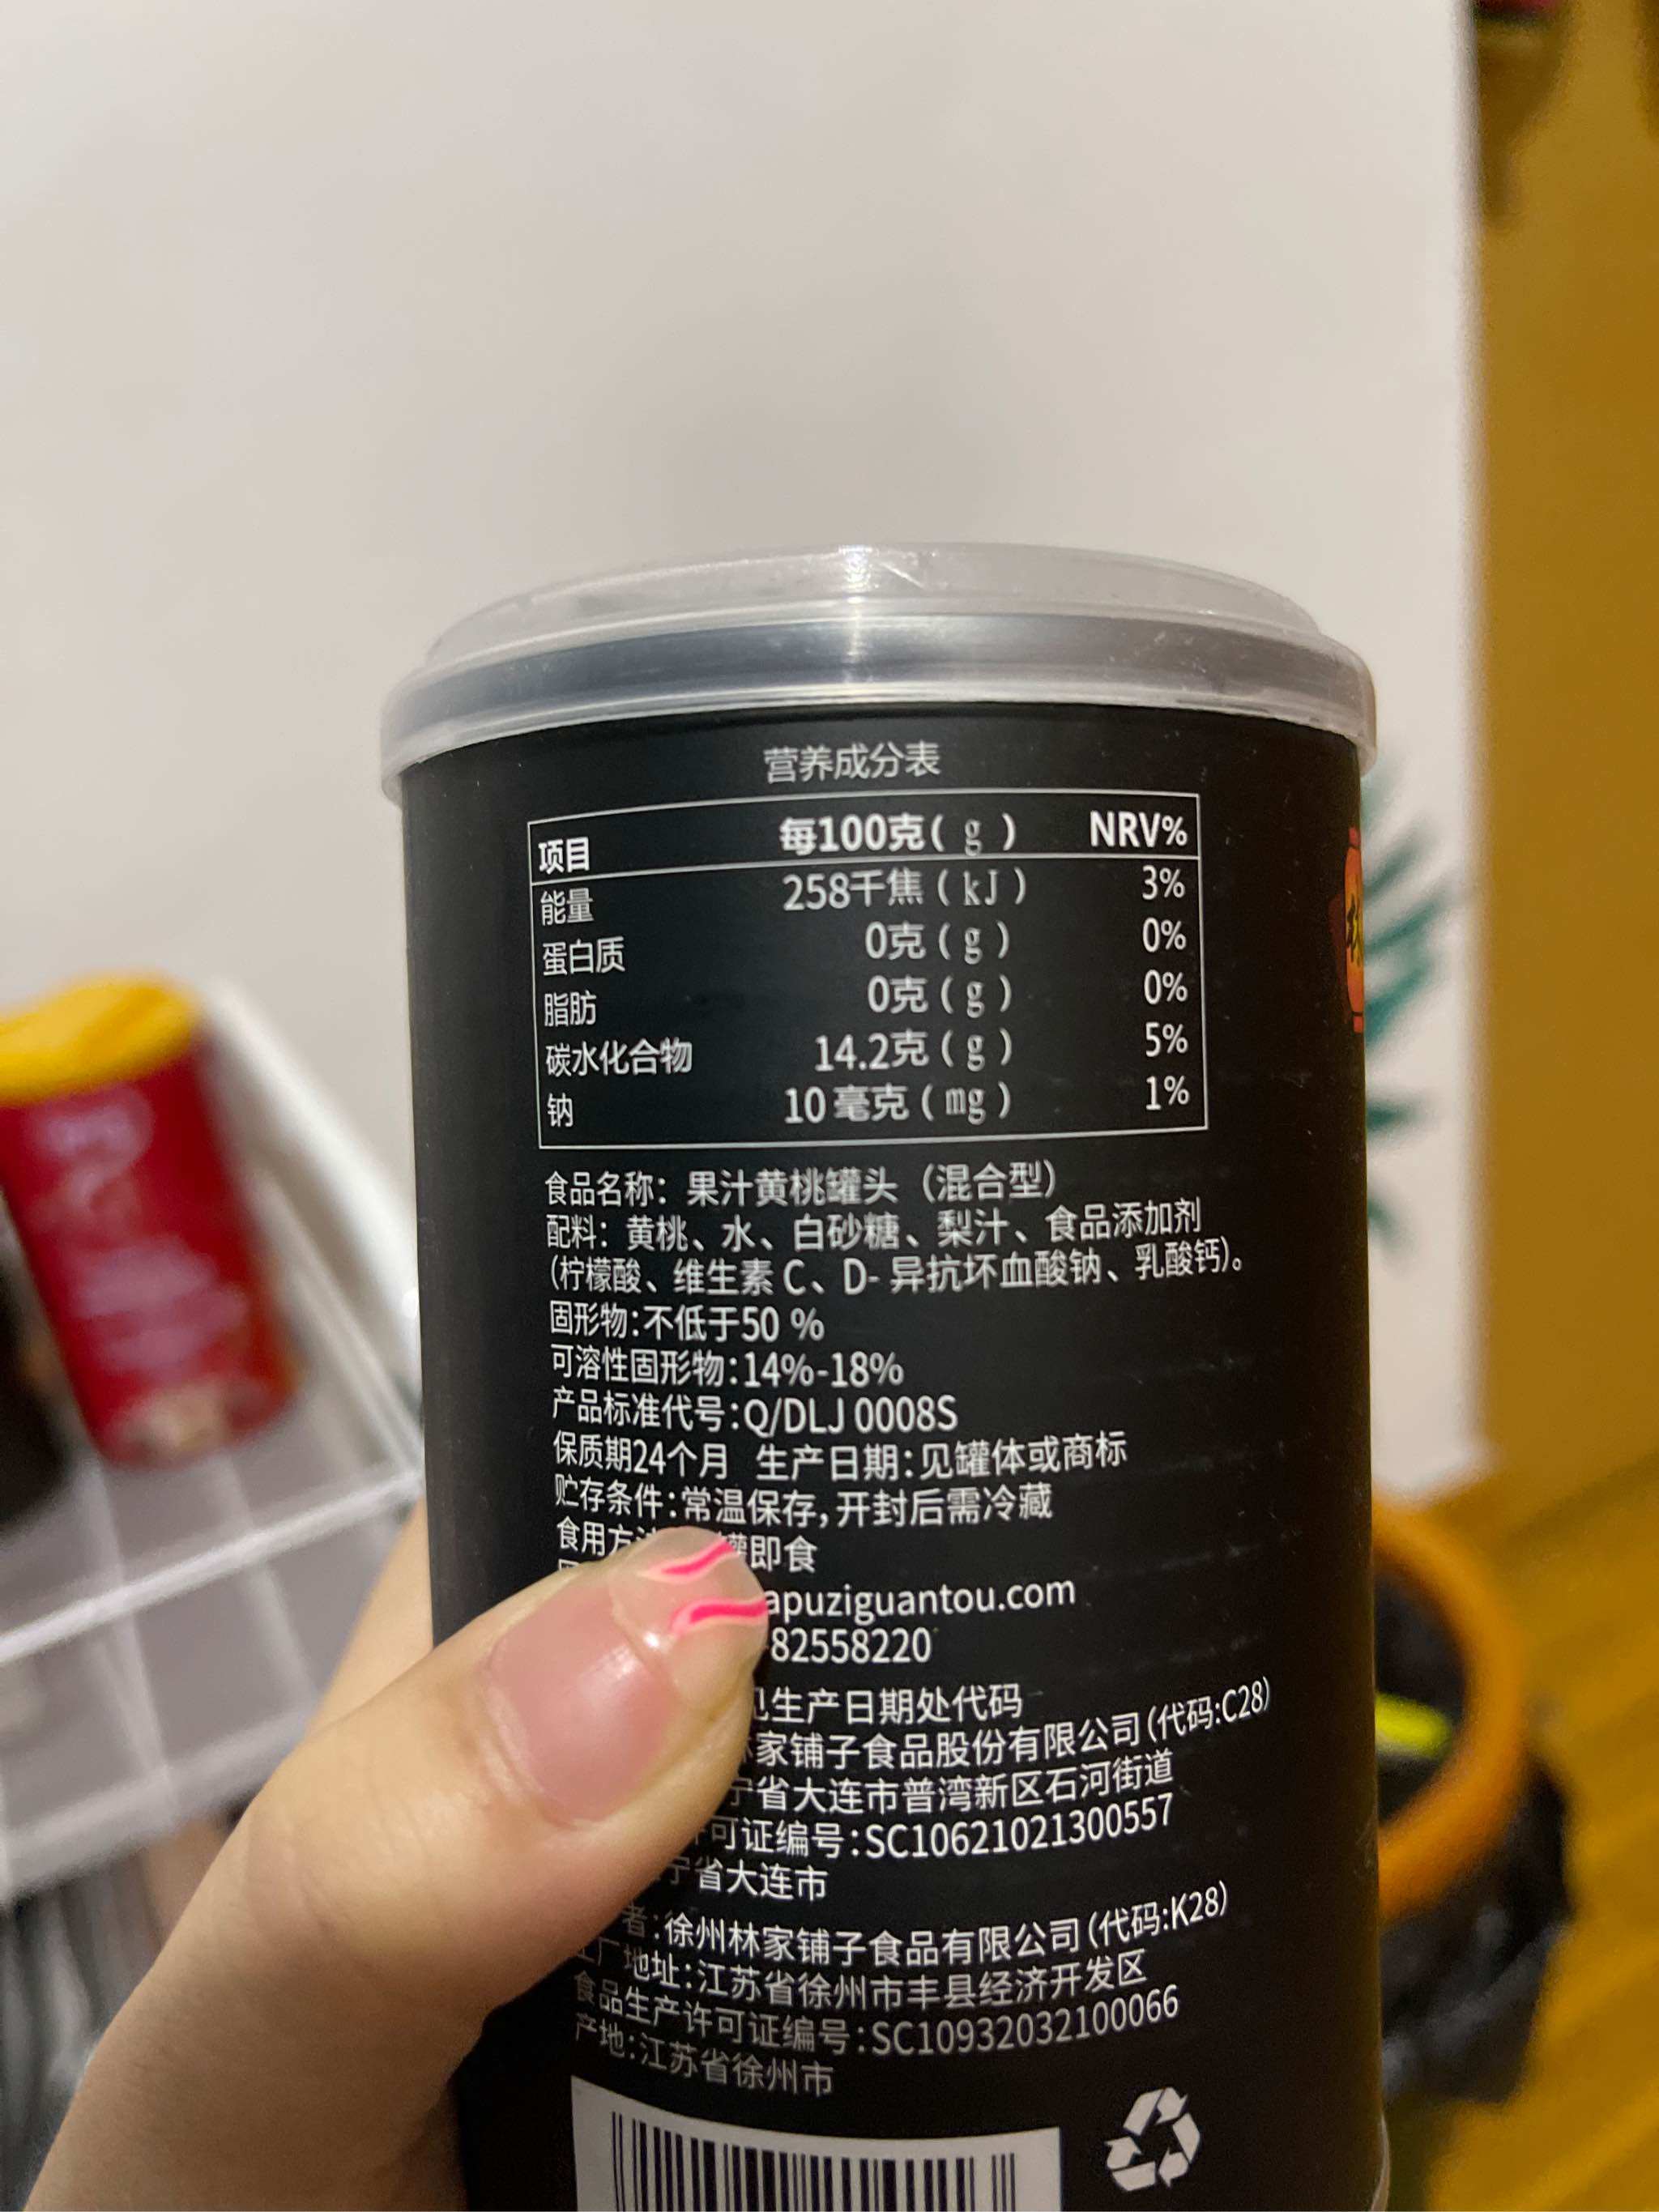 营养成分表
项目 每100克(g) NRV%
能量 258千焦(kJ) 3%
蛋白质 0克(g) 0%
脂肪 0克(g) 0%
碳水化合物 14.2克(g) 5%
钠 10毫克(mg) 1%
食品名称：果汁黄桃罐头（混合型）
配料：黄桃、水、白砂糖、梨汁、食品添加剂
(柠檬酸、维生素C、D-异抗坏血酸钠、乳酸钙)。
固形物:不低于50 %
可溶性固形物:14%-18%
产品标准代号:Q/DLJ 0008S
保质期24个月 生产日期:见罐体或商标
贮存条件:常温保存,开封后需冷藏
食用方 罐即食
apuziguantou.com
-82558220
见生产日期处代码
家铺子食品股份有限公司(代码:C28)
宁省大连市普湾新区石河街道
可证编号:SC10621021300557
宁省大连市
者:徐州林家铺子食品有限公司(代码:K28)
地址:江苏省徐州市丰县经济开发区
食品生产许可证编号:SC10932032100066
产地:江苏省徐州市